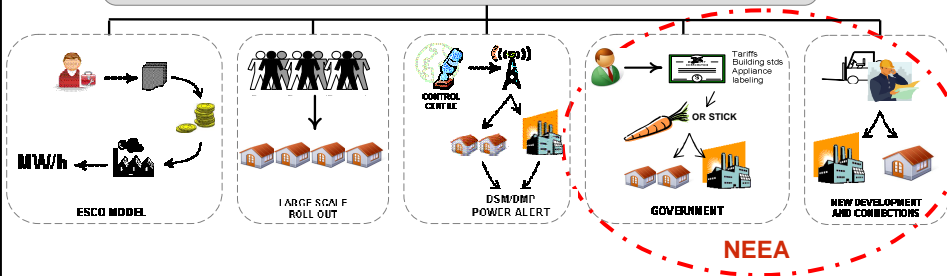 Tariffs
Building stds
Appliance
labeling
CONTROL
CENTRE
OR STICK
MW/h
ESCO MODEL
LARGE SCALE
ROLL OUT
DSM/DMP
POWER ALERT
GOVERNMENT
NEW DEVELOPMENT
AND CONNECTIONS
NEEA